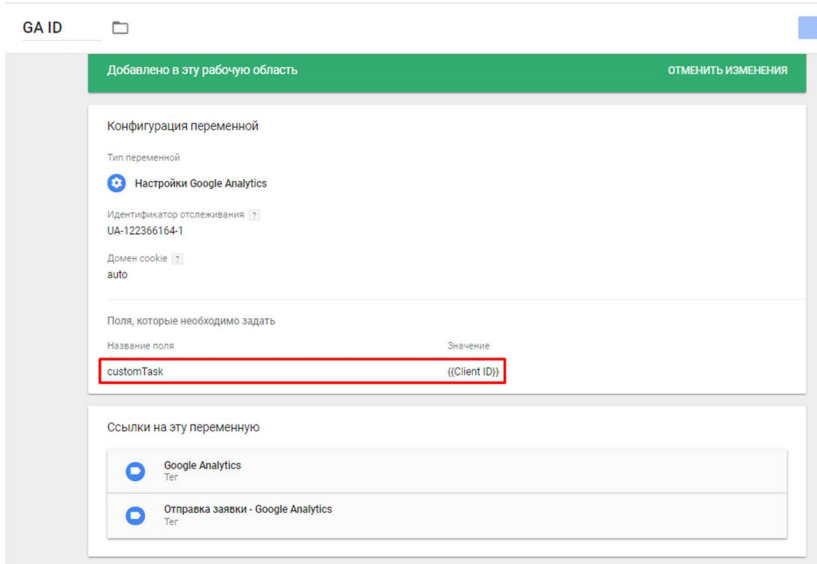 GA ID
Добавлено в эту рабочую область ОТМЕНИТЬ ИЗМЕНЕНИЯ
Конфигурация переменной
Тип переменной
Настройки Google Analytics
Идентификатор отслеживания ?
UA-122366164-1
Домен cookie ?
auto
Поля, которые необходимо задать
Название поля Значение
customTask {{Client ID}}
Ссылки на эту переменную
Google Analytics
Тег
Отправка заявки - Google Analytics
Тег